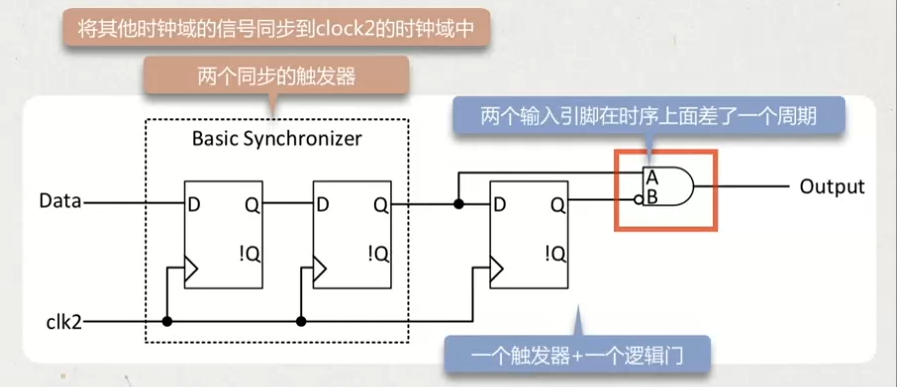 将其他时钟域的信号同步到clock2的时钟域中
两个同步的触发器
两个输入引脚在时序上面差了一个周期
Basic Synchronizer
Data
D
Q
!Q
D
Q
!Q
D
Q
!Q
A
B
Output
clk2
一个触发器+一个逻辑门